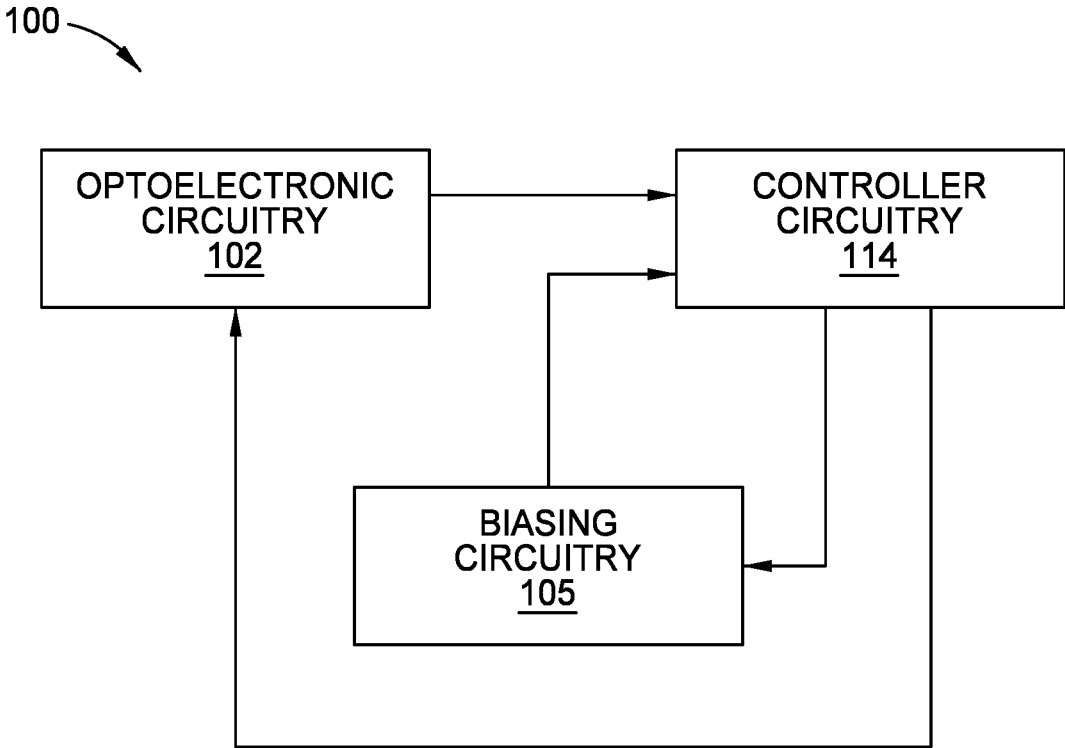 100
OPTOELECTRONIC
CIRCUITRY
102
CONTROLLER
CIRCUITRY
114
BIASING
CIRCUITRY
105